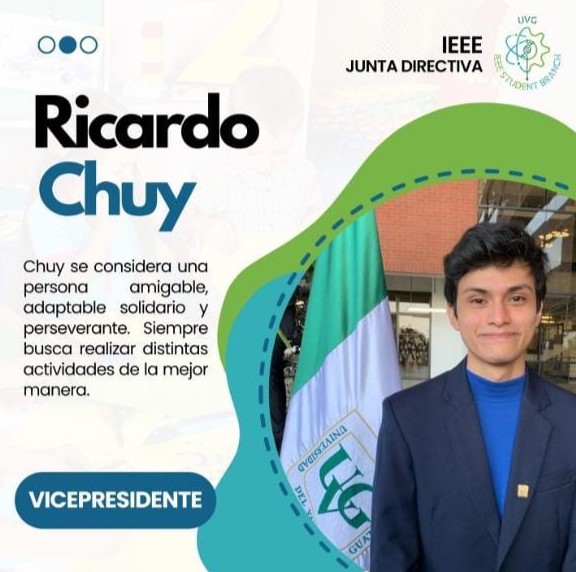 UVG
IEEE STUDENT BRANCH
IEEE
JUNTA DIRECTIVA
Ricardo
Chuy
Chuy se considera una
persona amigable,
adaptable solidario y
perseverante. Siempre
busca realizar distintas
actividades de la mejor
manera.
VICEPRESIDENTE
UNIVERSIDAD
DEL
UVG